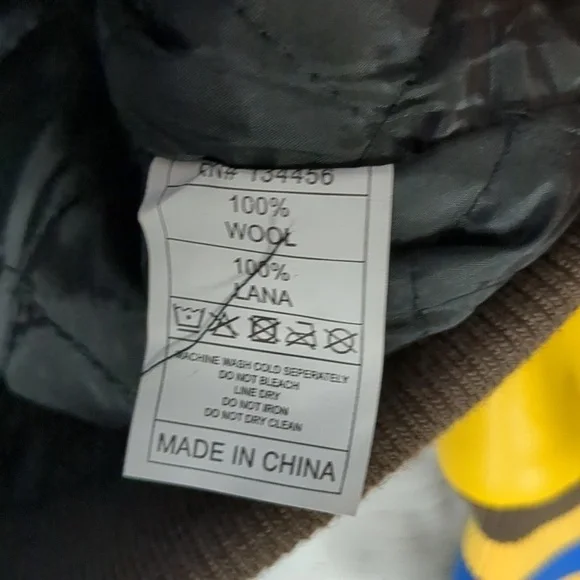 RN# 134456
100%
WOOL
100%
LANA
MACHINE WASH COLD SEPERATELY
DO NOT BLEACH
LINE DRY
DO NOT IRON
DO NOT DRY CLEAN
MADE IN CHINA